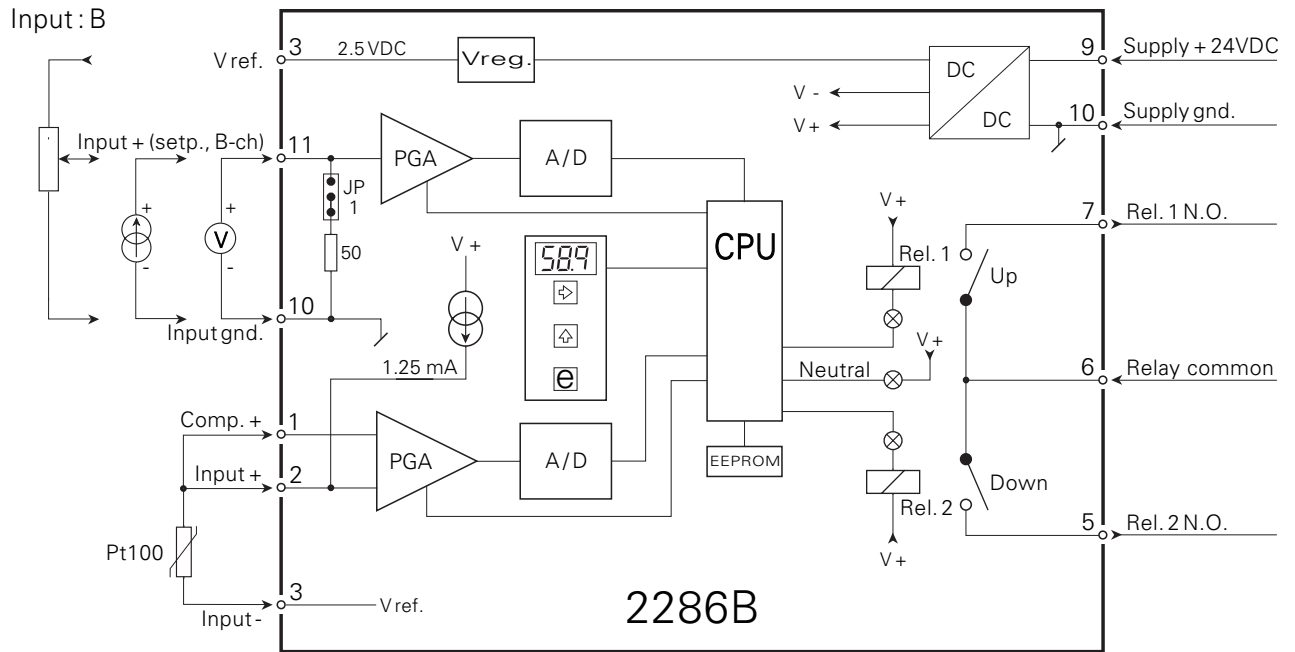 Input : B
V ref.
3
2.5 VDC
Vreg.
DC
DC
9
Supply + 24VDC
V -
V+
10
Supply gnd.
Input + (setp., B-ch)
11
PGA
A/D
JP
1
50
+
-
+
V
-
10
Input gnd.
V +
1.25 mA
58.9
e
CPU
EEPROM
V+
Rel. 1
Up
7
Rel. 1 N.O.
Neutral
V+
6
Relay common
Comp. +
1
Input +
2
PGA
A/D
Rel. 2
V+
Down
5
Rel. 2 N.O.
Pt100
3
Input -
V ref.
2286B